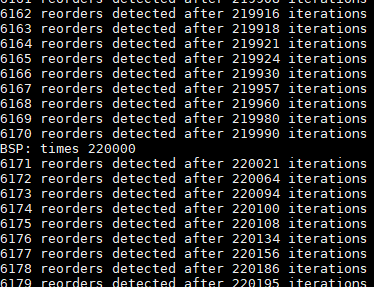 6161 reorders detected after 219908 iterations
6162 reorders detected after 219916 iterations
6163 reorders detected after 219918 iterations
6164 reorders detected after 219921 iterations
6165 reorders detected after 219924 iterations
6166 reorders detected after 219930 iterations
6167 reorders detected after 219957 iterations
6168 reorders detected after 219960 iterations
6169 reorders detected after 219980 iterations
6170 reorders detected after 219990 iterations
BSP: times 220000
6171 reorders detected after 220021 iterations
6172 reorders detected after 220064 iterations
6173 reorders detected after 220094 iterations
6174 reorders detected after 220100 iterations
6175 reorders detected after 220108 iterations
6176 reorders detected after 220134 iterations
6177 reorders detected after 220156 iterations
6178 reorders detected after 220186 iterations
6179 reorders detected after 220195 iterations